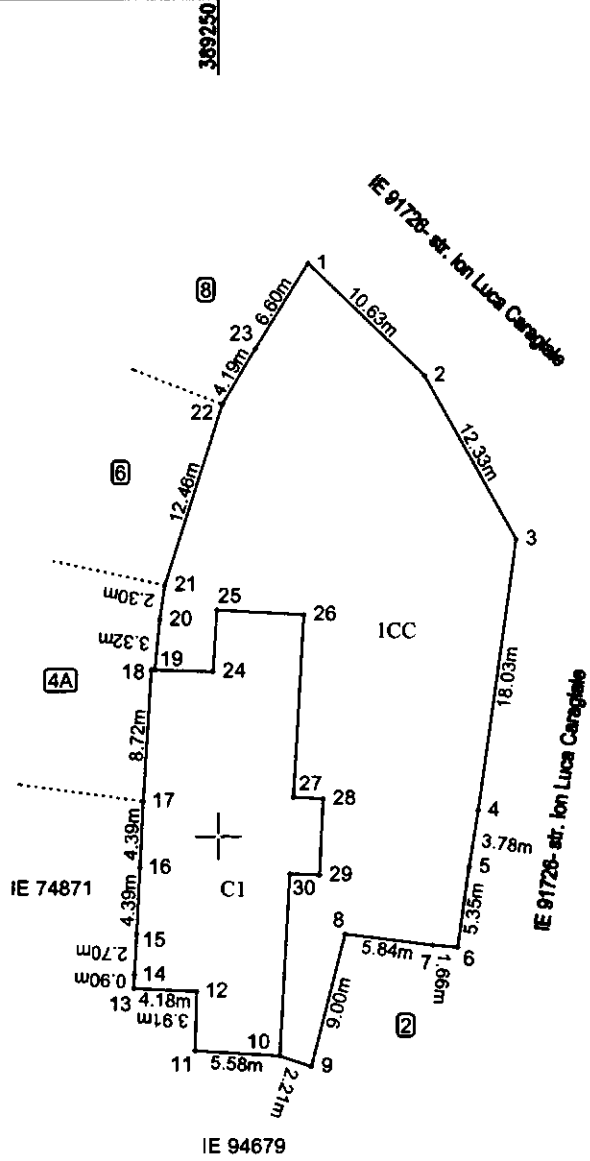 389250
IE 91726- str. Ion Luca Caragiale
1
8
6.60m
10.63m
23
4.19m
2
22
12.33m
6
12.46m
3
21
2.30m
25
26
20
1CC
3.32m
19
18
24
4A
18.03m
8.72m
IE 91726- str. Ion Luca Caragiale
27
28
17
4
4.39m
3.78m
16
5
29
IE 74871
C1
30
4.39m
5.35m
8
15
2.70m
5.84m
7
6
14
1.66m
0.90m
13
4.18m
12
9.00m
3.91m
2
10
11
5.58m
9
2.21m
IE 94679